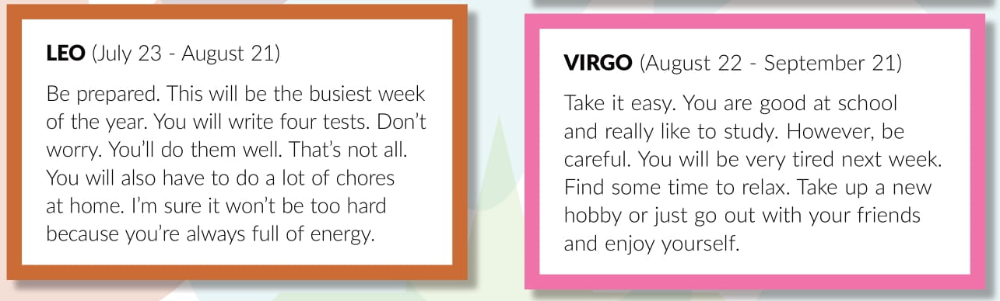 LEO (July 23 - August 21)
Be prepared. This will be the busiest week
of the year. You will write four tests. Don't
worry. You'll do them well. That's not all.
You will also have to do a lot of chores
at home. I'm sure it won't be too hard
because you're always full of energy.
VIRGO (August 22 - September 21)
Take it easy. You are good at school
and really like to study. However, be
careful. You will be very tired next week.
Find some time to relax. Take up a new
hobby or just go out with your friends
and enjoy yourself.